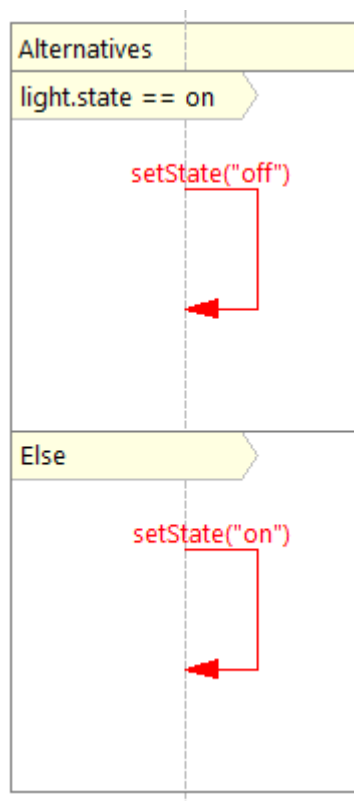 Alternatives
light.state == on
setState("off")
Else
setState("on")